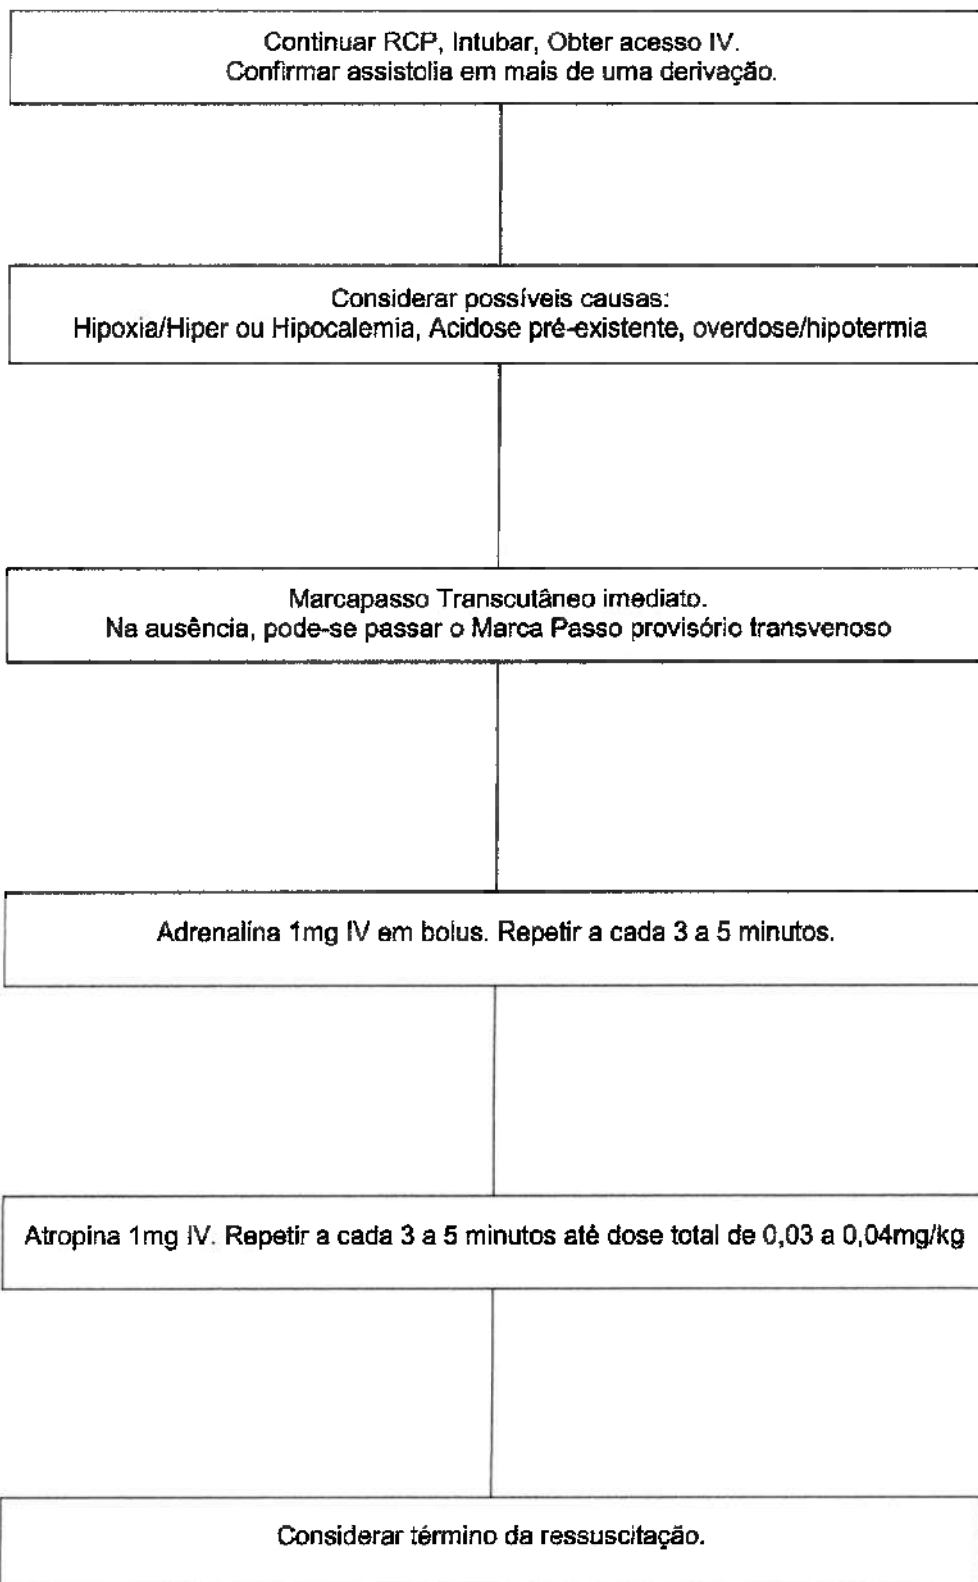 Continuar RCP, Intubar, Obter acesso IV.
Confirmar assistolia em mais de uma derivação.
Considerar possíveis causas:
Hipoxia/Hiper ou Hipocalemia, Acidose pré-existente, overdose/hipotermia
Marcapasso Transcutâneo imediato.
Na ausência, pode-se passar o Marca Passo provisório transvenoso
Adrenalina 1mg IV em bolus. Repetir a cada 3 a 5 minutos.
Atropina 1mg IV. Repetir a cada 3 a 5 minutos até dose total de 0,03 a 0,04mg/kg
Considerar término da ressuscitação.